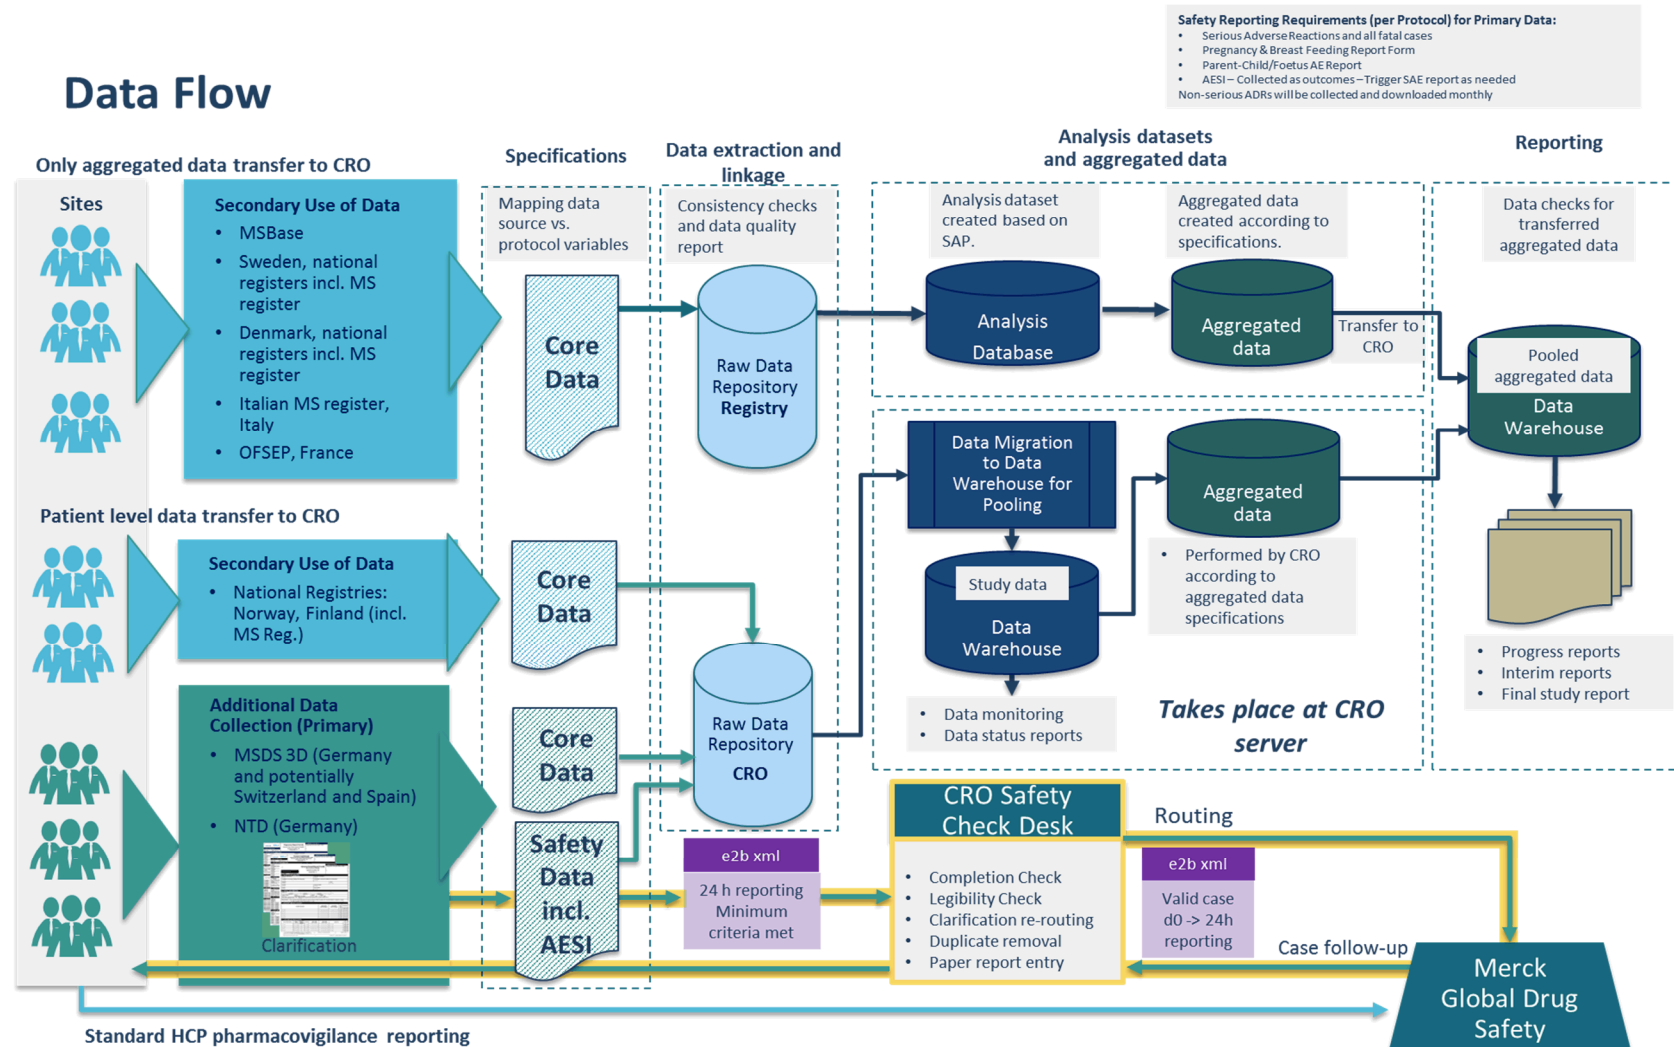 Safety Reporting Requirements (per Protocol) for Primary Data:
• Serious Adverse Reactions and all fatal cases
• Pregnancy & Breast Feeding Report Form
• Parent-Child/Foetus AE Report
• AESI – Collected as outcomes – Trigger SAE report as needed
Non-serious ADRs will be collected and downloaded monthly
Data Flow
Only aggregated data transfer to CRO
Specifications
Data extraction and
linkage
Analysis datasets
and aggregated data
Reporting
Sites
Secondary Use of Data
• MSBase
• Sweden, national
registers incl. MS
register
• Denmark, national
registers incl. MS
register
• Italian MS register,
Italy
• OFSEP, France
Mapping data
source vs.
protocol variables
Core
Data
Consistency checks
and data quality
report
Raw Data
Repository
Registry
Analysis dataset
created based on
SAP.
Analysis
Database
Aggregated data
created according to
specifications.
Aggregated
data
Transfer to
CRO
Data checks for
transferred
aggregated data
Pooled
aggregated data
Data
Warehouse
Patient level data transfer to CRO
Secondary Use of Data
• National Registries:
Norway, Finland (incl.
MS Reg.)
Core
Data
Data Migration
to Data
Warehouse for
Pooling
Study data
Data
Warehouse
• Data monitoring
• Data status reports
Aggregated
data
• Performed by CRO
according to
aggregated data
specifications
Takes place at CRO
server
• Progress reports
• Interim reports
• Final study report
Additional Data
Collection (Primary)
• MSDS 3D (Germany
and potentially
Switzerland and Spain)
• NTD (Germany)
Clarification
Core
Data
Safety
Data
incl.
AESI
Raw Data
Repository
CRO
e2b xml
24 h reporting
Minimum
criteria met
CRO Safety
Check Desk
• Completion Check
• Legibility Check
• Clarification re-routing
• Duplicate removal
• Paper report entry
Routing
e2b xml
Valid case
d0 -> 24h
reporting
Case follow-up
Merck
Global Drug
Safety
Standard HCP pharmacovigilance reporting